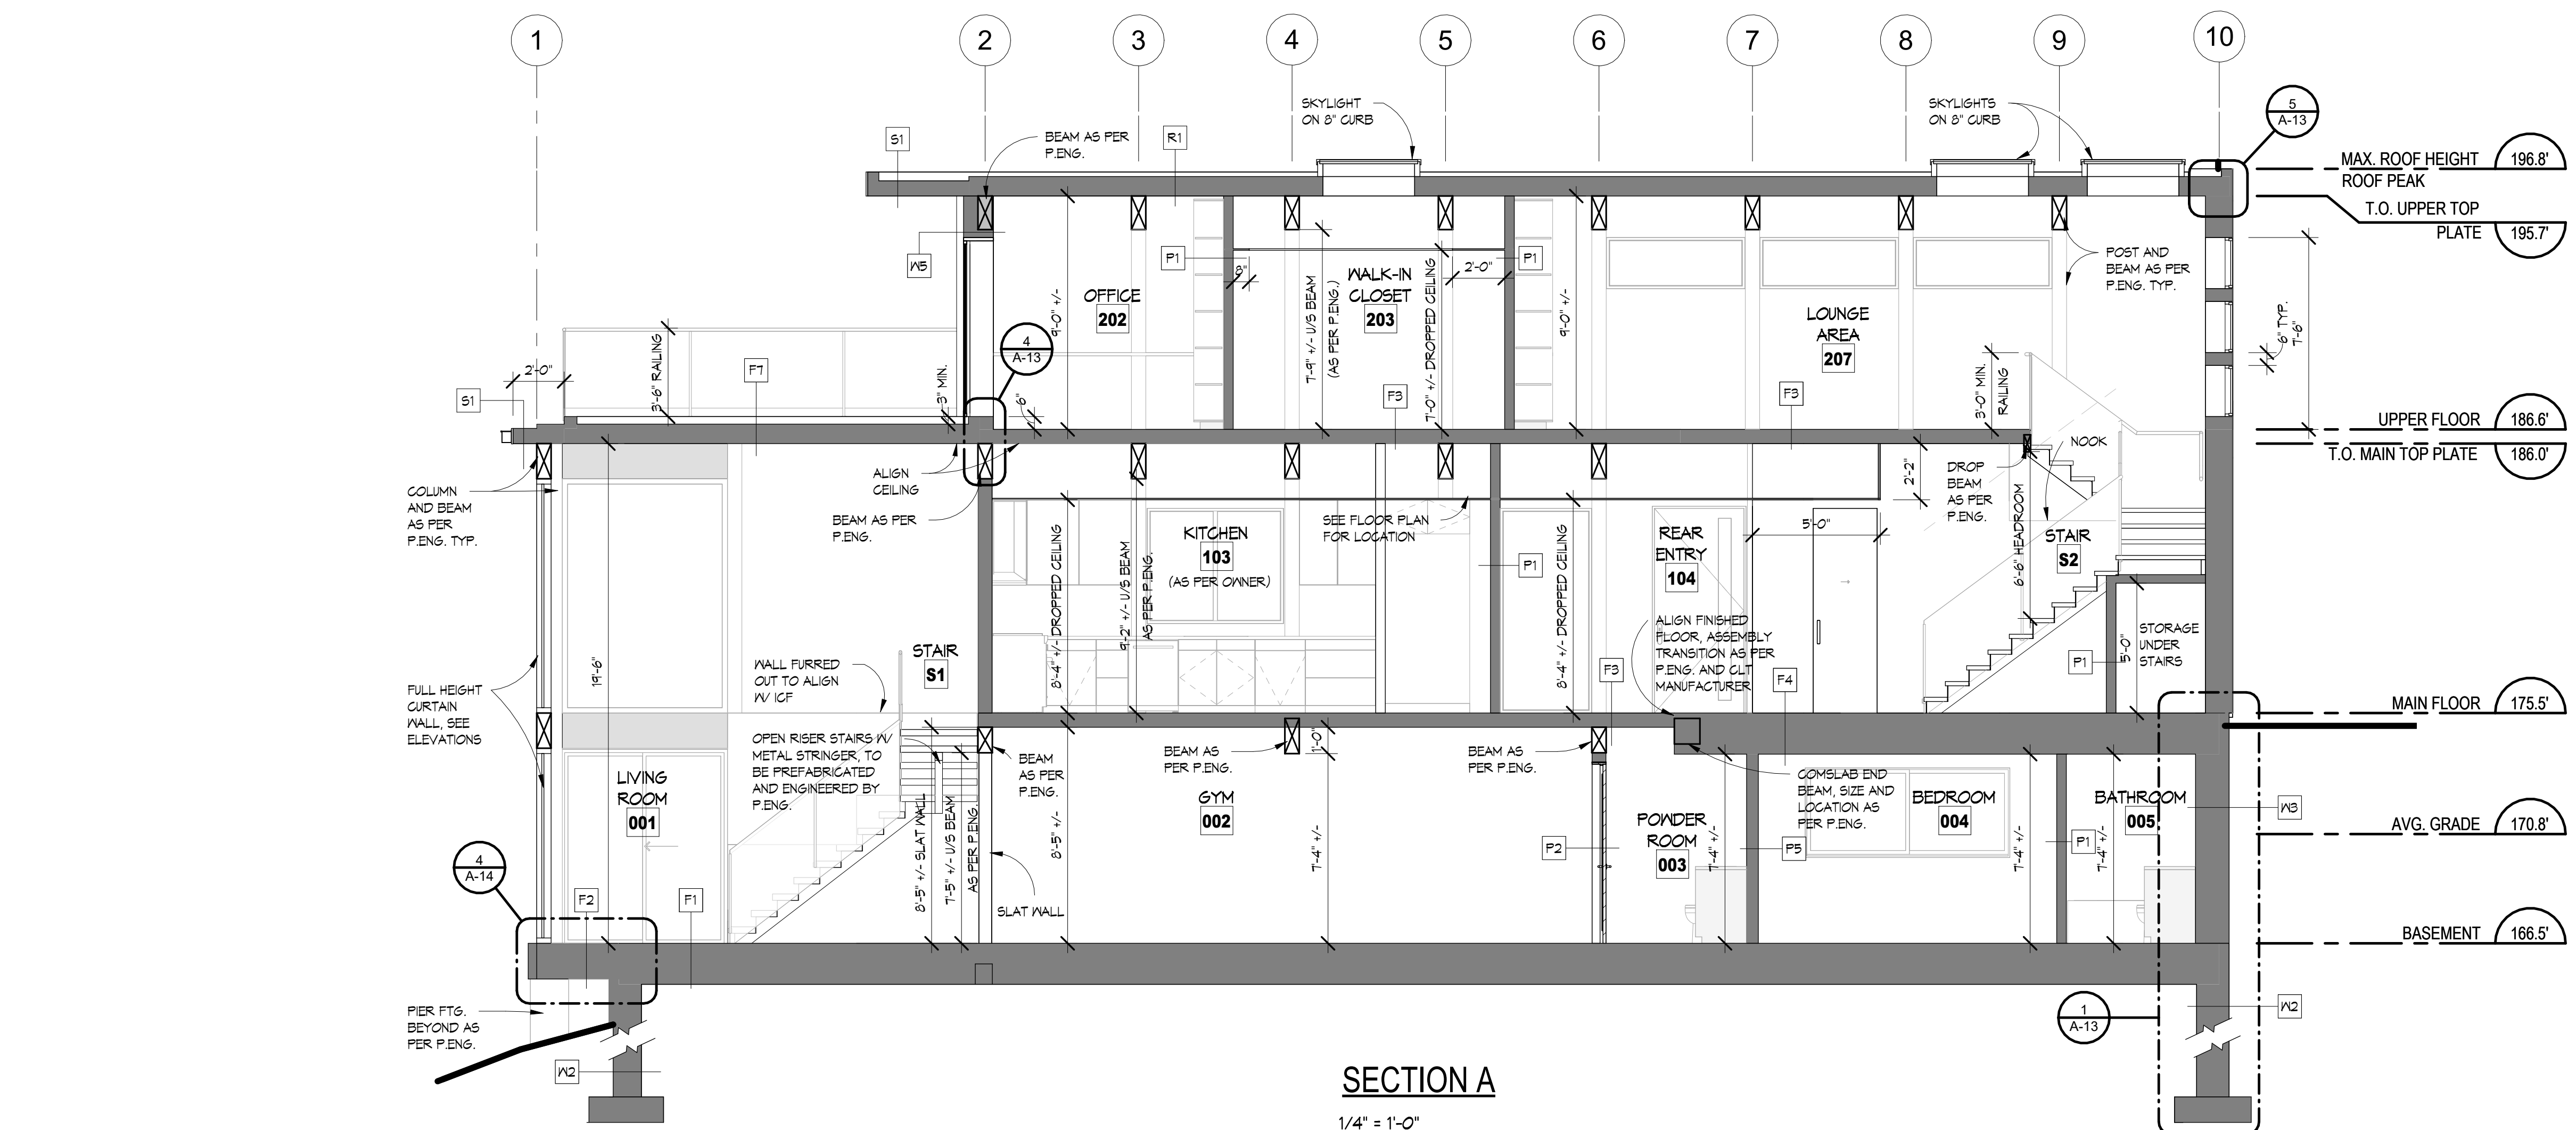 1
2
3
4
5
6
7
8
9
10
SKYLIGHT
ON 8" CURB
SKYLIGHTS
ON 8" CURB
5
A-13
S1
BEAM AS PER
P.ENG.
R1
MAX. ROOF HEIGHT
196.8'
ROOF PEAK
T.O. UPPER TOP
PLATE
195.7'
W5
P1
8"
WALK-IN
CLOSET
203
2'-0"
P1
POST AND
BEAM AS PER
P.ENG. TYP.
OFFICE
202
9'-0" +/-
7'-9" +/- U/S BEAM
(AS PER P.ENG.)
7'-0" +/- DROPPED CEILING
9'-0" +/-
LOUNGE
AREA
207
6" TYP.
7'-6"
4
A-13
2'-0"
3'-6" RAILING
F7
3" MIN.
6"
F3
F3
3'-0" MIN.
RAILING
S1
UPPER FLOOR
186.6'
T.O. MAIN TOP PLATE
186.0'
NOOK
COLUMN
AND BEAM
AS PER
P.ENG. TYP.
ALIGN
CEILING
BEAM AS PER
P.ENG.
2'-2"
DROP
BEAM
AS PER
P.ENG.
SEE FLOOR PLAN
FOR LOCATION
5'-0"
KITCHEN
103
(AS PER OWNER)
REAR
ENTRY
104
STAIR
S2
6'-6" HEADROOM
8'-4" +/- DROPPED CEILING
9'-2" +/- U/S BEAM
AS PER P.ENG.
P1
8'-4" +/- DROPPED CEILING
ALIGN FINISHED
FLOOR, ASSEMBLY
TRANSITION AS PER
P.ENG. AND CLT
MANUFACTURER
STORAGE
UNDER
STAIRS
5'-0"
P1
19'-6"
WALL FURRED
OUT TO ALIGN
W/ ICF
STAIR
S1
F3
F4
FULL HEIGHT
CURTAIN
WALL, SEE
ELEVATIONS
MAIN FLOOR
175.5'
OPEN RISER STAIRS W/
METAL STRINGER, TO
BE PREFABRICATED
AND ENGINEERED BY
P.ENG.
BEAM
AS PER
P.ENG.
BEAM AS
PER P.ENG.
1'-0"
BEAM AS
PER P.ENG.
COMSLAB END
BEAM, SIZE AND
LOCATION AS
PER P.ENG.
LIVING
ROOM
001
GYM
002
POWDER
ROOM
003
BEDROOM
004
BATHROOM
005
W3
AVG. GRADE
170.8'
8'-5" +/- SLAT WALL
7'-5" +/- U/S BEAM
AS PER P.ENG.
8'-5" +/-
7'-4" +/-
P2
7'-4" +/-
P5
7'-4" +/-
P1
7'-4" +/-
4
A-14
F2
F1
SLAT WALL
BASEMENT
166.5'
PIER FTG.
BEYOND AS
PER P.ENG.
1
A-13
W2
W2
SECTION A
1/4" = 1'-0"